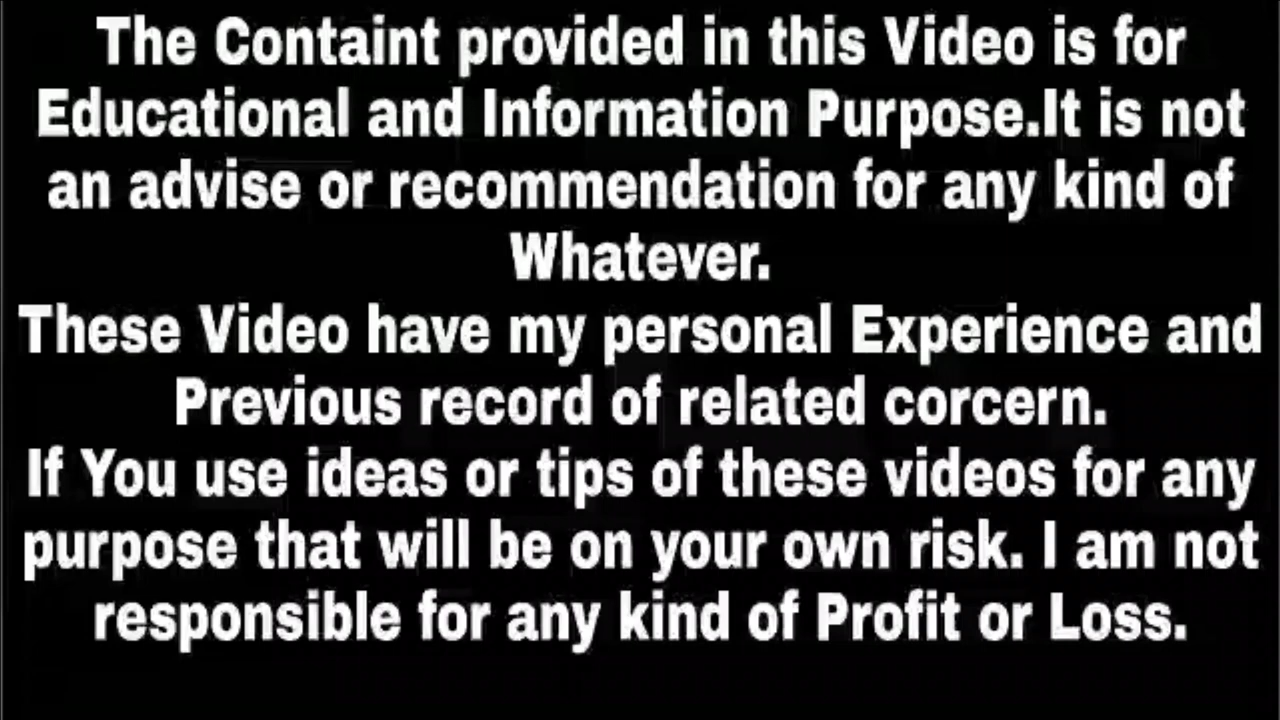 The Containt provided in this Video is for
Educational and Information Purpose.It is not
an advise or recommendation for any kind of
Whatever.
These Video have my personal Experience and
Previous record of related corcern.
If You use ideas or tips of these videos for any
purpose that will be on your own risk. I am not
responsible for any kind of Profit or Loss.